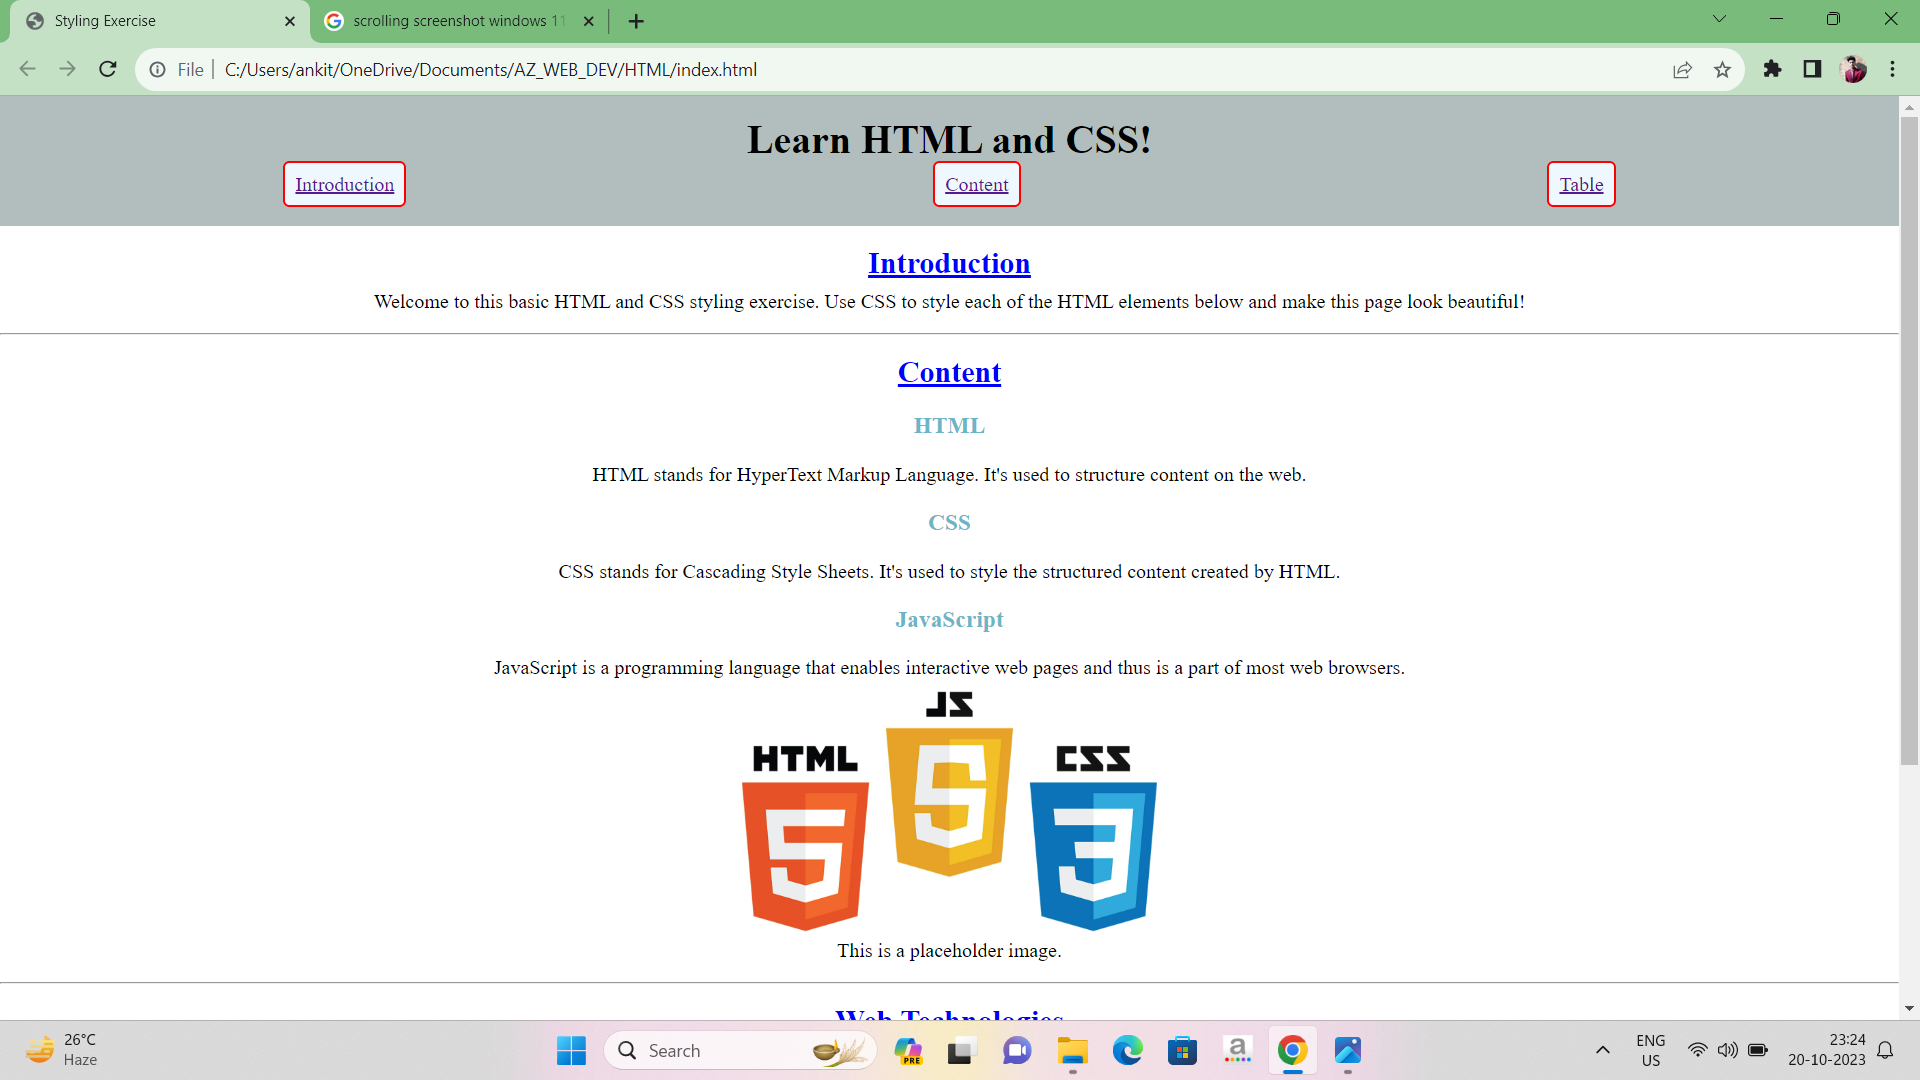 Styling Exercise
scrolling screenshot windows 11
File
C:/Users/ankit/OneDrive/Documents/AZ_WEB_DEV/HTML/index.html
Learn HTML and CSS!
Introduction
Content
Table
Introduction
Welcome to this basic HTML and CSS styling exercise. Use CSS to style each of the HTML elements below and make this page look beautiful!
Content
HTML
HTML stands for HyperText Markup Language. It's used to structure content on the web.
CSS
CSS stands for Cascading Style Sheets. It's used to style the structured content created by HTML.
JavaScript
JavaScript is a programming language that enables interactive web pages and thus is a part of most web browsers.
JS
HTML
CSS
5
5
3
This is a placeholder image.
Web Technologies
26°C
Haze
Search
PRE
a
ENG
US
23:24
20-10-2023